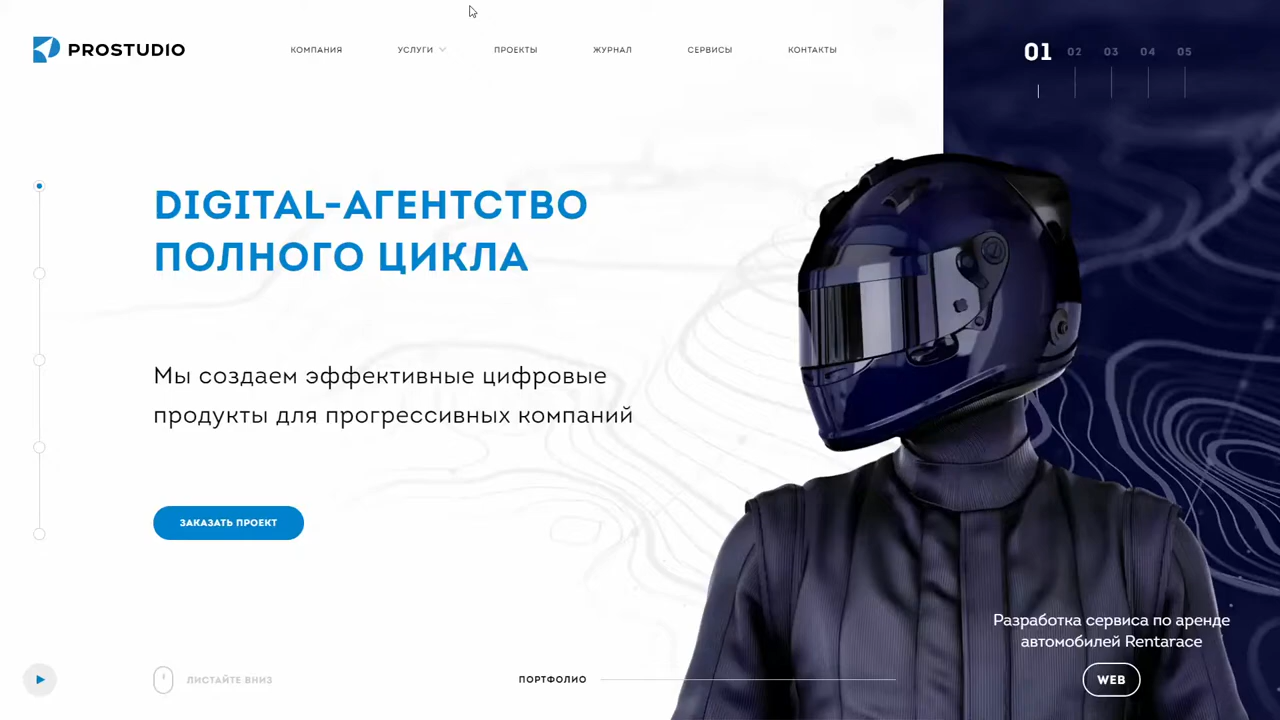 PROSTUDIO
КОМПАНИЯ
УСЛУГИ
ПРОЕКТЫ
ЖУРНАЛ
СЕРВИСЫ
КОНТАКТЫ
01 02 03 04 05
DIGITAL-АГЕНТСТВО
ПОЛНОГО ЦИКЛА
Мы создаем эффективные цифровые
продукты для прогрессивных компаний
ЗАКАЗАТЬ ПРОЕКТ
Разработка сервиса по аренде
автомобилей Rentarace
WEB
ЛИСТАЙТЕ ВНИЗ
ПОРТФОЛИО